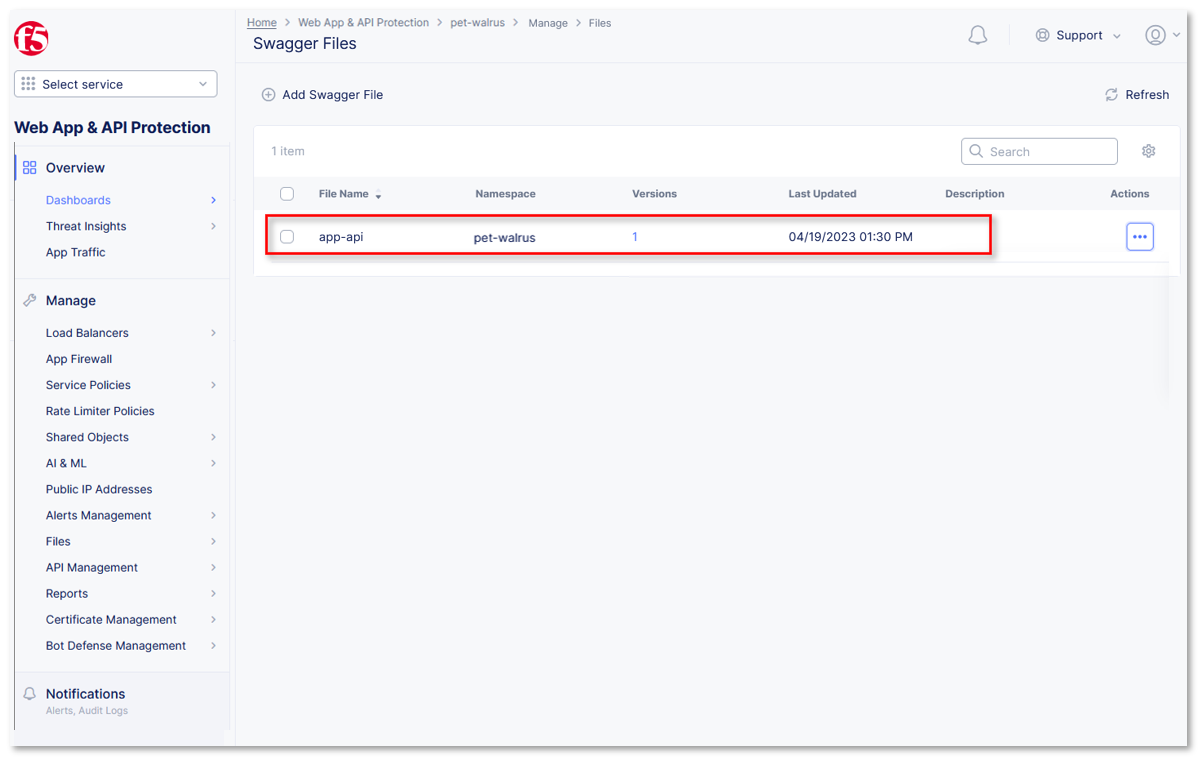 f5
Select service
Web App & API Protection
Overview
Dashboards
Threat Insights
App Traffic
Manage
Load Balancers
App Firewall
Service Policies
Rate Limiter Policies
Shared Objects
AI & ML
Public IP Addresses
Alerts Management
Files
API Management
Reports
Certificate Management
Bot Defense Management
Notifications
Alerts, Audit Logs
Home > Web App & API Protection > pet-walrus > Manage > Files
Swagger Files
Support
Add Swagger File
Refresh
1 item
Search
File Name Namespace Versions Last Updated Description Actions
app-api pet-walrus 1 04/19/2023 01:30 PM